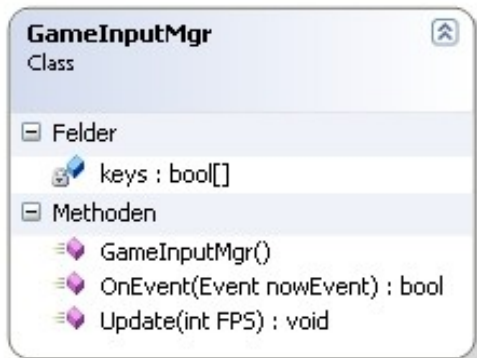 GameInputMgr
Class
Felder
keys : bool[]
Methoden
GameInputMgr()
OnEvent(Event nowEvent) : bool
Update(int FPS) : void